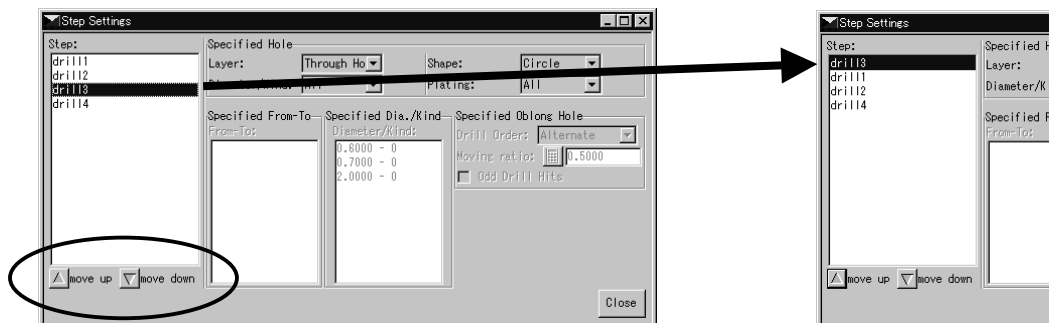 Step Settings
Step:
drill1
drill2
drill3
drill4
move up
move down
Specified Hole
Layer: Through Ho
Shape: Circle
All
Plating: All
Specified From-To
From-To:
Specified Dia./Kind
Diameter/Kind:
0.6000 - 0
0.7000 - 0
2.0000 - 0
Specified Oblong Hole
Drill Order: Alternate
Moving ratio: 0.5000
Odd Drill Hits
Close
Step Settings
Step:
drill3
drill1
drill2
drill4
move up
move down
Specified H
Layer:
Diameter/K
Specified F
From-To: